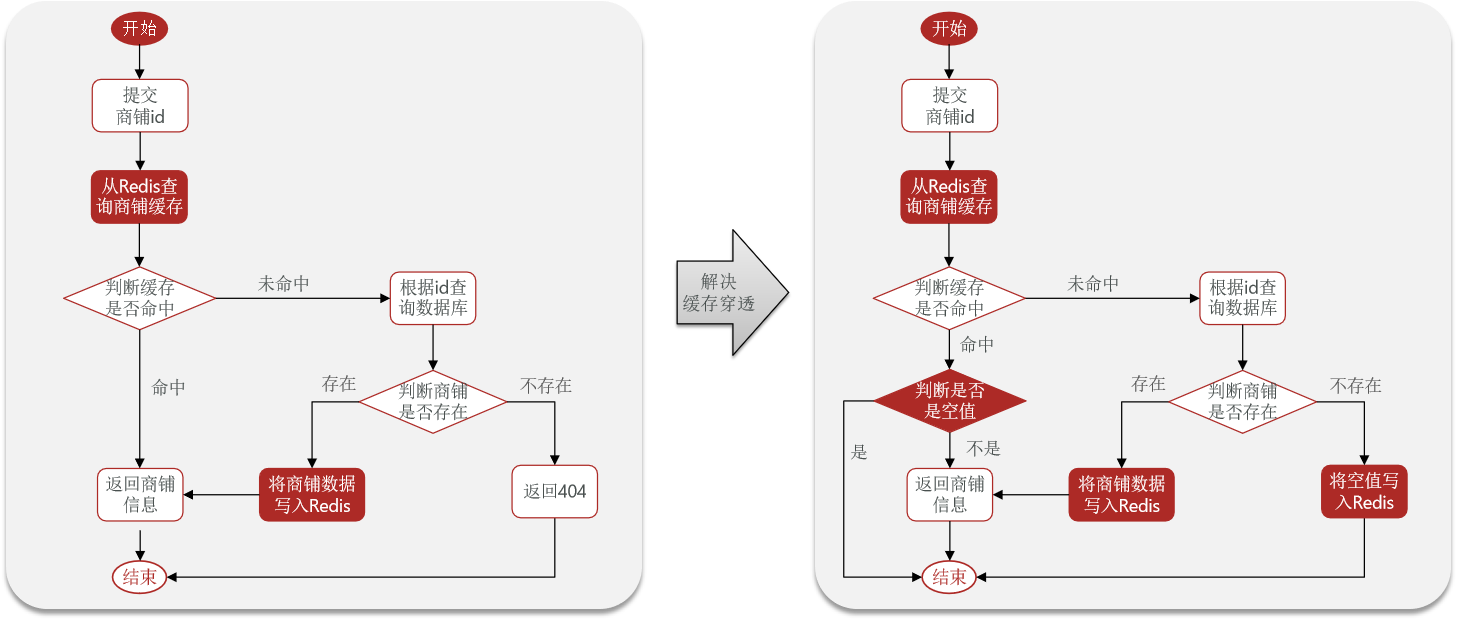 开始
提交
商铺id
从Redis查
询商铺缓存
判断缓存
是否命中
未命中
根据id查
询数据库
命中
存在
判断商铺
是否存在
不存在
返回商铺
信息
将商铺数据
写入Redis
返回404
结束
解决
缓存穿透
开始
提交
商铺id
从Redis查
询商铺缓存
判断缓存
是否命中
未命中
根据id查
询数据库
命中
判断是否
是空值
存在
判断商铺
是否存在
不存在
是
不是
返回商铺
信息
将商铺数据
写入Redis
将空值写
入Redis
结束